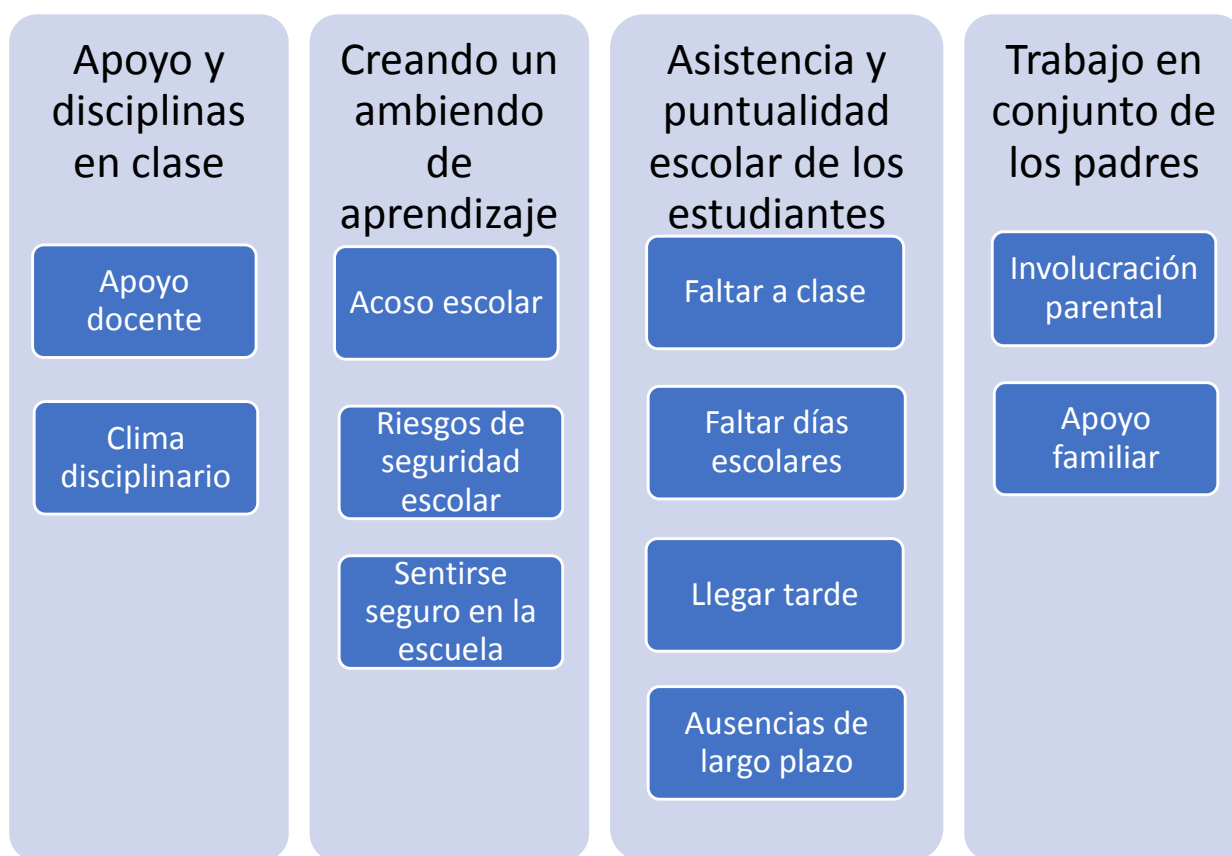 Apoyo y
disciplinas
en clase
Apoyo
docente
Clima
disciplinario
Creando un
ambiendo
de
aprendizaje
Acoso escolar
Riesgos de
seguridad
escolar
Sentirse
seguro en la
escuela
Asistencia y
puntualidad
escolar de los
estudiantes
Faltar a clase
Faltar días
escolares
Llegar tarde
Ausencias de
largo plazo
Trabajo en
conjunto de
los padres
Involucración
parental
Apoyo
familiar